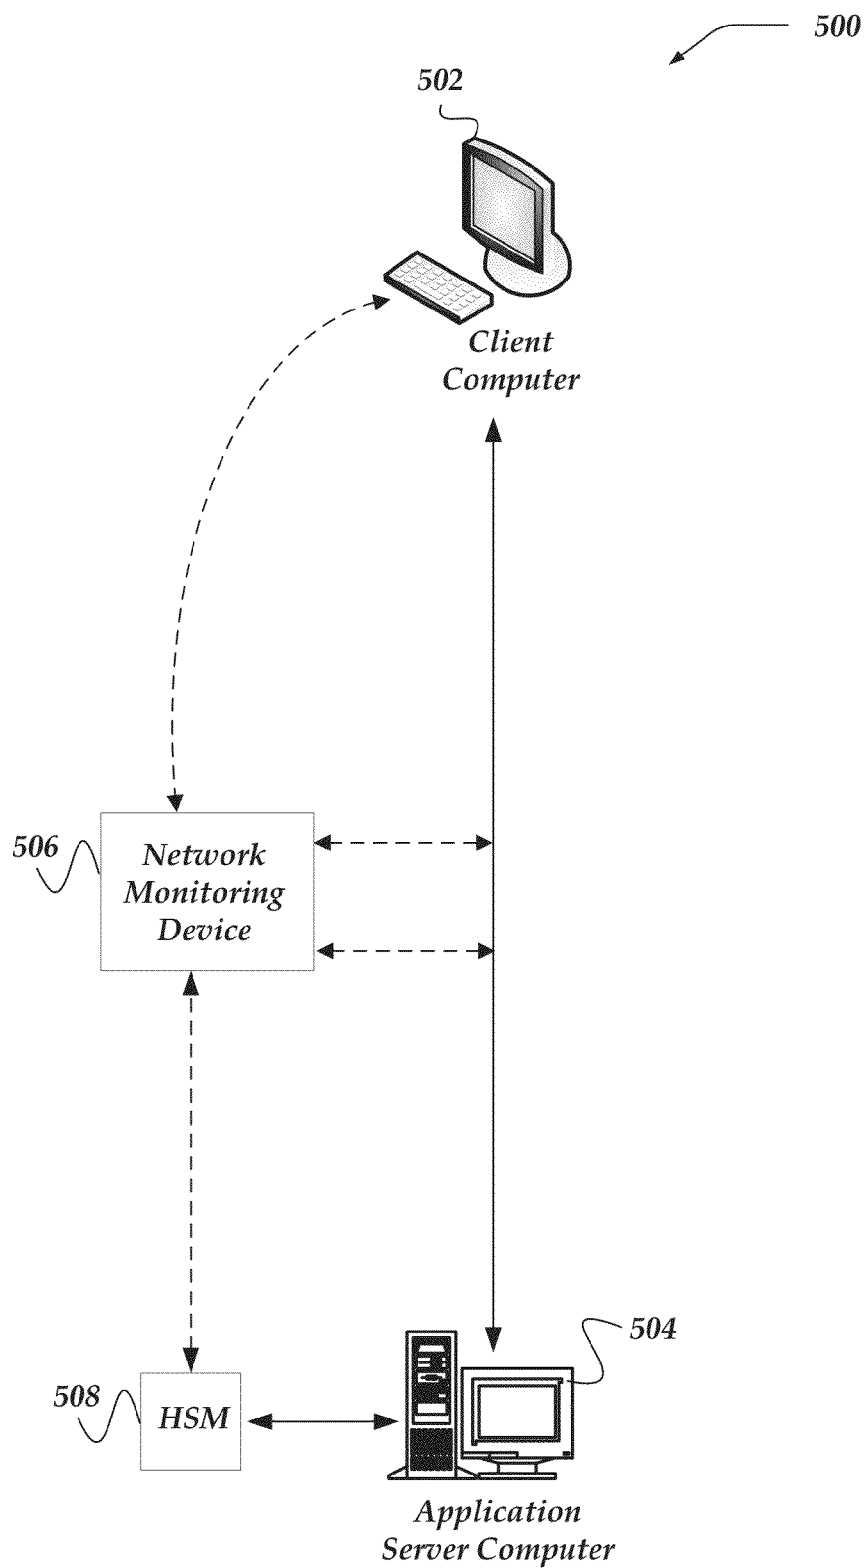 500
502
Client
Computer
506
Network
Monitoring
Device
504
508
HSM
Application
Server Computer